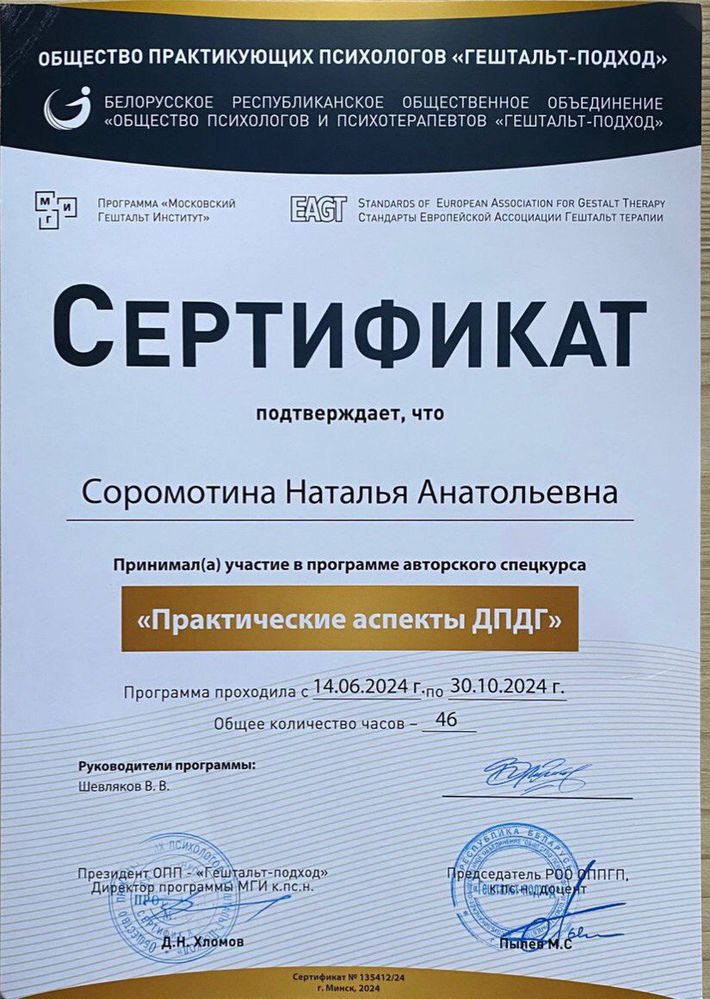 ОБЩЕСТВО ПРАКТИКУЮЩИХ ПСИХОЛОГОВ «ГЕШТАЛЬТ-ПОДХОД»
БЕЛОРУССКОЕ РЕСПУБЛИКАНСКОЕ ОБЩЕСТВЕННОЕ ОБЪЕДИНЕНИЕ
«ОБЩЕСТВО ПСИХОЛОГОВ И ПСИХОТЕРАПЕВТОВ «ГЕШТАЛЬТ-ПОДХОД»
М И Г
Программа «Московский
Гештальт Институт»
EAGT
Standards of European Association for Gestalt Therapy
Стандарты Европейской Ассоциации Гештальт терапии
Сертификат
подтверждает, что
Соромотина Наталья Анатольевна
Принимал(а) участие в программе авторского спецкурса
«Практические аспекты ДПДГ»
Программа проходила с 14.06.2024 г. по 30.10.2024 г.
Общее количество часов – 46
Руководители программы:
Шевляков В. В.
Президент ОПП - «Гештальт-подход»
Директор программы МГИ к.пс.н.
Д.Н. Хломов
Председатель РОО ОППГП,
к.пс.н., доцент
Пылев М.С
Сертификат № 135412/24
г. Минск, 2024